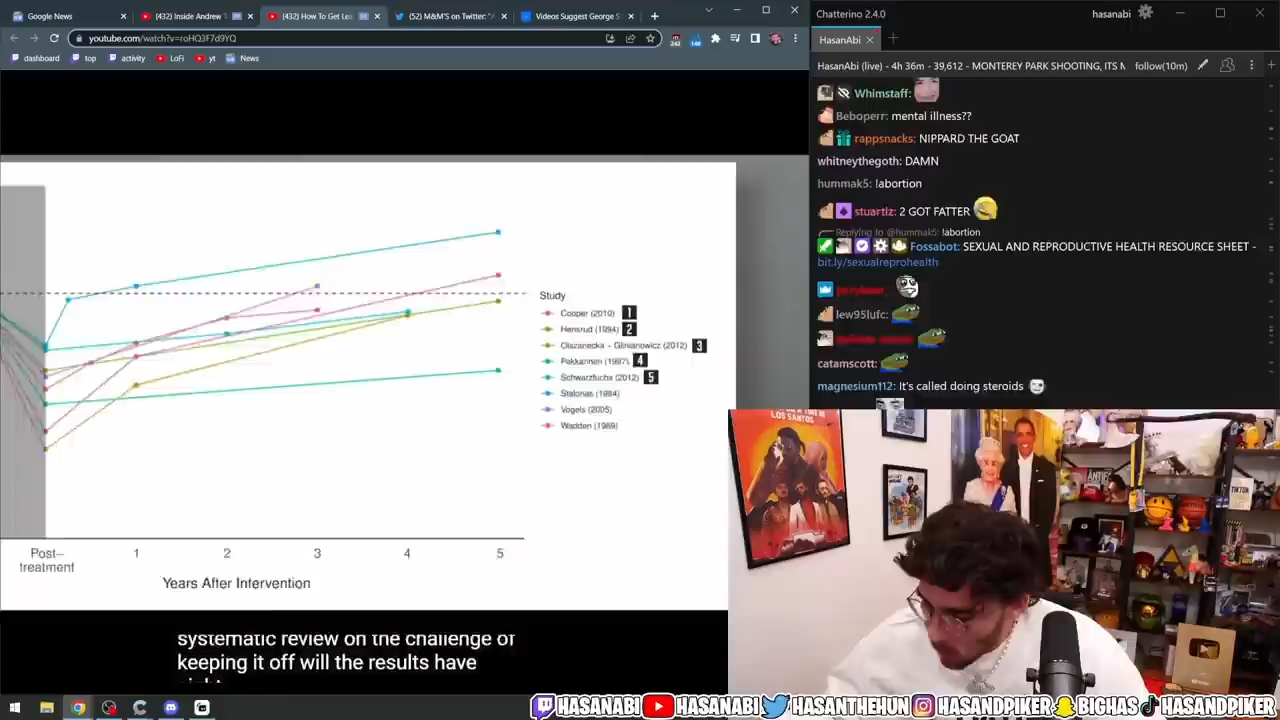 Google News
(432) Inside Andrew T
(432) How To Get Lea
(52) M&M'S on Twitter: "A
Videos Suggest George S
youtube.com/watch?v=roHQ3F7d9YQ
dashboard
top
activity
LoFi
yt
News
Study
Cooper (2010) 1
Hensrud (1994) 2
Olszanecka - Glinianowicz (2012) 3
Pekkarinen (1997) 4
Schwarzfuchs (2012) 5
Stalonas (1984)
Vogels (2005)
Wadden (1989)
Post-
treatment
1 2 3 4 5
Years After Intervention
systematic review on the challenge of
keeping it off will the results have
Chatterino 2.4.0
hasanabi
HasanAbi
HasanAbi (live) - 4h 36m - 39,612 - MONTEREY PARK SHOOTING, ITS M
follow(10m)
Whimstaff:
Beboperr: mental illness??
rappsnacks: NIPPARD THE GOAT
whitneythegoth: DAMN
hummak5: !abortion
stuartlz: 2 GOT FATTER
Replying to @hummak5: !abortion
Fossabot: SEXUAL AND REPRODUCTIVE HEALTH RESOURCE SHEET -
bit.ly/sexualreprohealth
lew95lufc:
catamscott:
magnesium112: It's called doing steroids
LOS SANTOS
TIKTOK
HASANABI
HASANABI
HASANTHEHUN
HASANDPIKER
BIGHAS
HASANDPIKER